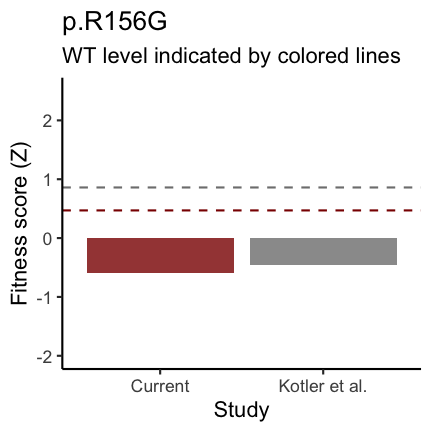 p.R156G
WT level indicated by colored lines
Fitness score (Z)
2
1
0
-1
-2
Current
Kotler et al.
Study